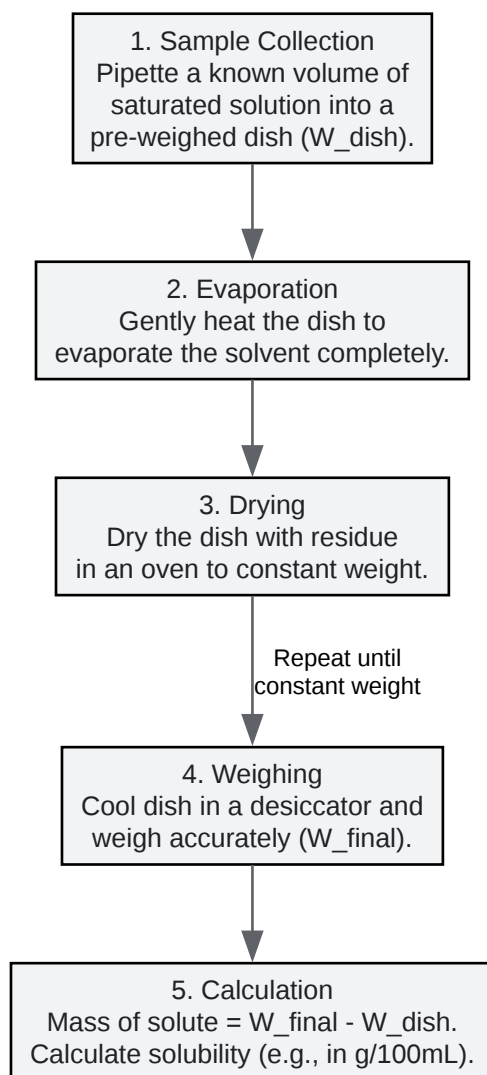 1. Sample Collection
Pipette a known volume of
saturated solution into a
pre-weighed dish (W_dish).
2. Evaporation
Gently heat the dish to
evaporate the solvent completely.
3. Drying
Dry the dish with residue
in an oven to constant weight.
Repeat until
constant weight
4. Weighing
Cool dish in a desiccator and
weigh accurately (W_final).
5. Calculation
Mass of solute = W_final - W_dish.
Calculate solubility (e.g., in g/100mL).